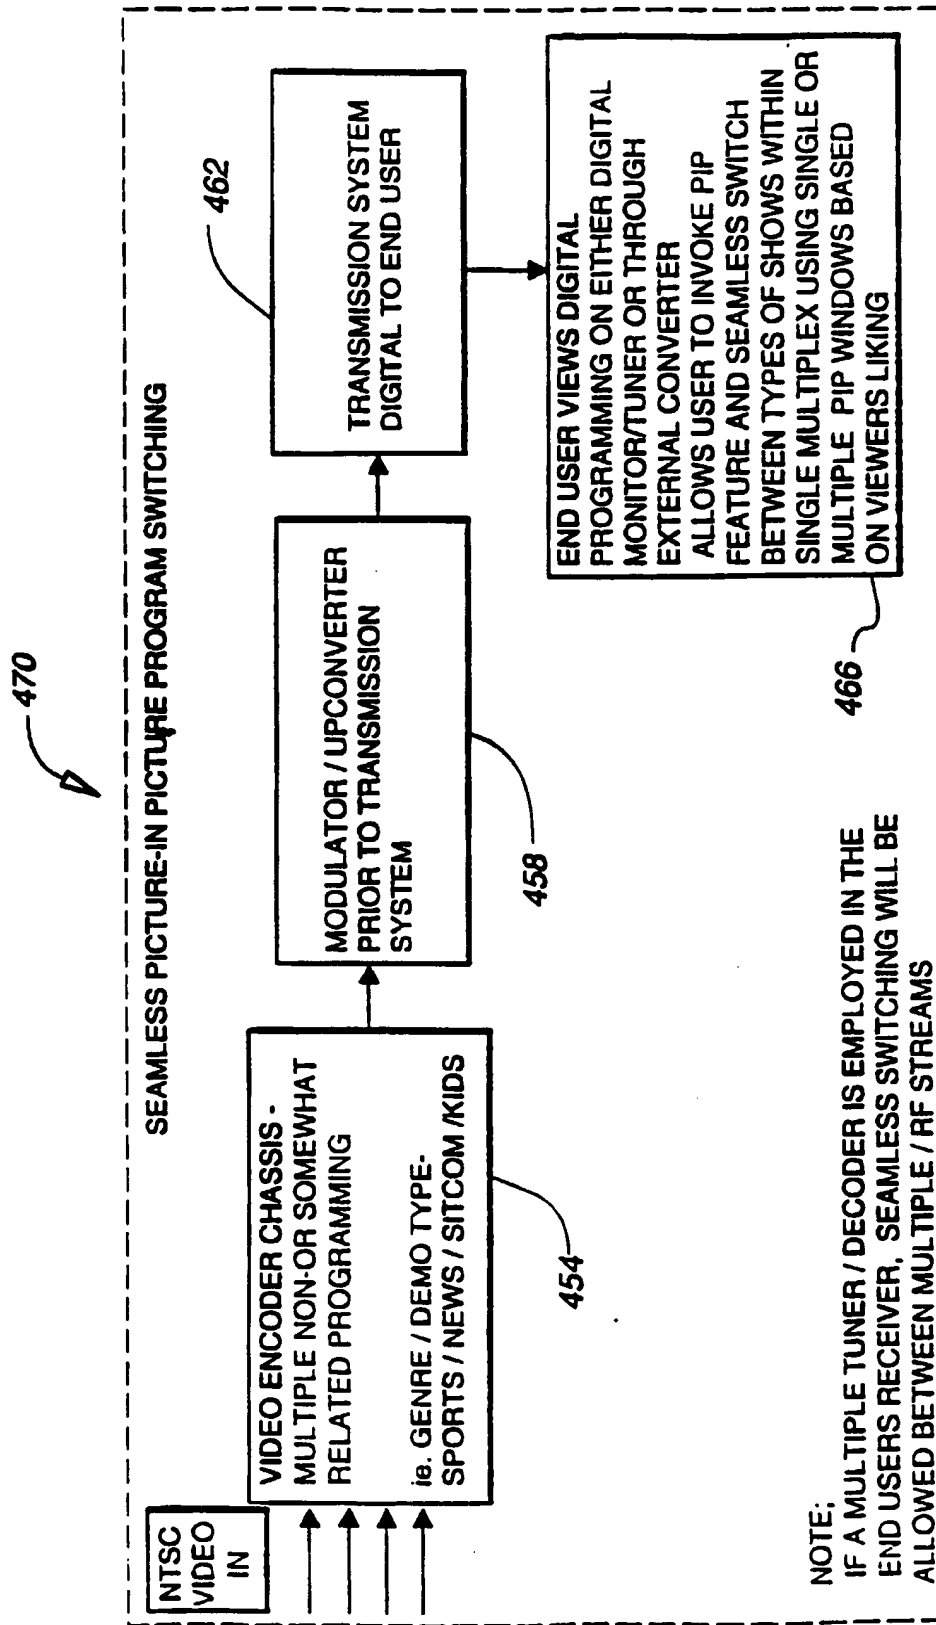 470
SEAMLESS PICTURE-IN PICTURE PROGRAM SWITCHING
NTSC
VIDEO
IN
VIDEO ENCODER CHASSIS -
MULTIPLE NON-OR SOMEWHAT
RELATED PROGRAMMING
ie. GENRE / DEMO TYPE-
SPORTS / NEWS / SITCOM /KIDS
454
MODULATOR / UPCONVERTER
PRIOR TO TRANSMISSION
SYSTEM
458
TRANSMISSION SYSTEM
DIGITAL TO END USER
462
END USER VIEWS DIGITAL
PROGRAMMING ON EITHER DIGITAL
MONITOR/TUNER OR THROUGH
EXTERNAL CONVERTER
ALLOWS USER TO INVOKE PIP
FEATURE AND SEAMLESS SWITCH
BETWEEN TYPES OF SHOWS WITHIN
SINGLE MULTIPLEX USING SINGLE OR
MULTIPLE PIP WINDOWS BASED
ON VIEWERS LIKING
466
NOTE;
IF A MULTIPLE TUNER / DECODER IS EMPLOYED IN THE
END USERS RECEIVER, SEAMLESS SWITCHING WILL BE
ALLOWED BETWEEN MULTIPLE / RF STREAMS